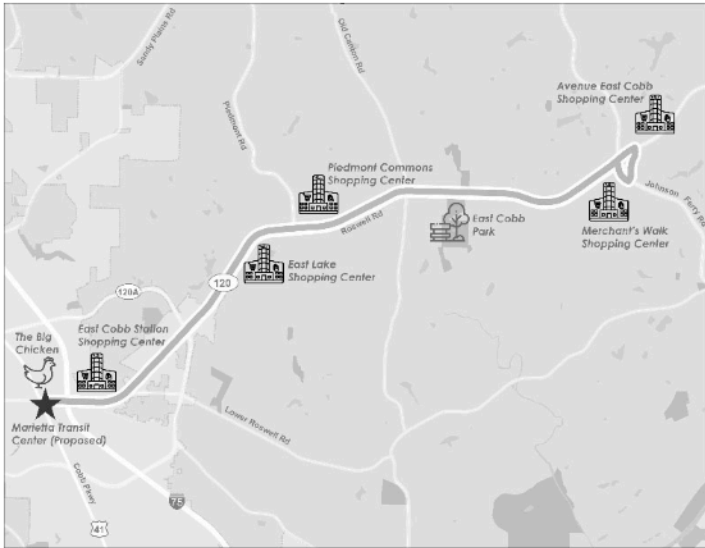 Sandy Plains Rd
Old Canton Rd
Piedmont Rd
Avenue East Cobb
Shopping Center
Piedmont Commons
Shopping Center
Roswell Rd
East Cobb
Park
Johnson Ferry Rd
Merchant's Walk
Shopping Center
East Lake
Shopping Center
120
120A
The Big
Chicken
East Cobb Station
Shopping Center
Marietta Transit
Center (Proposed)
Lower Roswell Rd
Cobb Pkwy
75
41